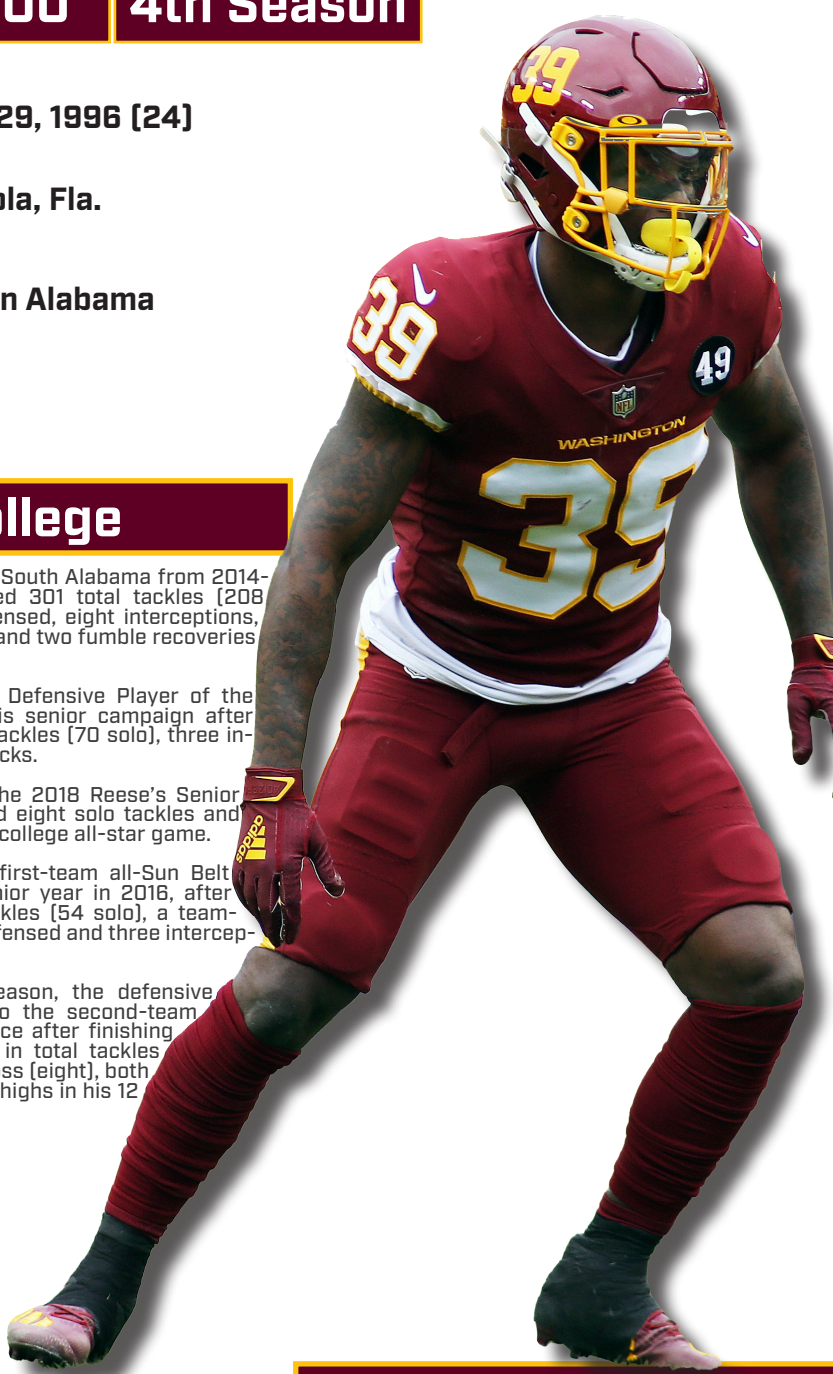 4th Season
29, 1996 (24)
la, Fla.
n Alabama
39
39
49
NFL
WASHINGTON
39
llege
South Alabama from 2014-
ed 301 total tackles (208
ensed, eight interceptions,
and two fumble recoveries
Defensive Player of the
is senior campaign after
ackles (70 solo), three in-
cks.
he 2018 Reese's Senior
d eight solo tackles and
college all-star game.
first-team all-Sun Belt
nior year in 2016, after
kles (54 solo), a team-
fensed and three intercep-
eason, the defensive
o the second-team
ce after finishing
in total tackles
ss (eight), both
highs in his 12
adidas